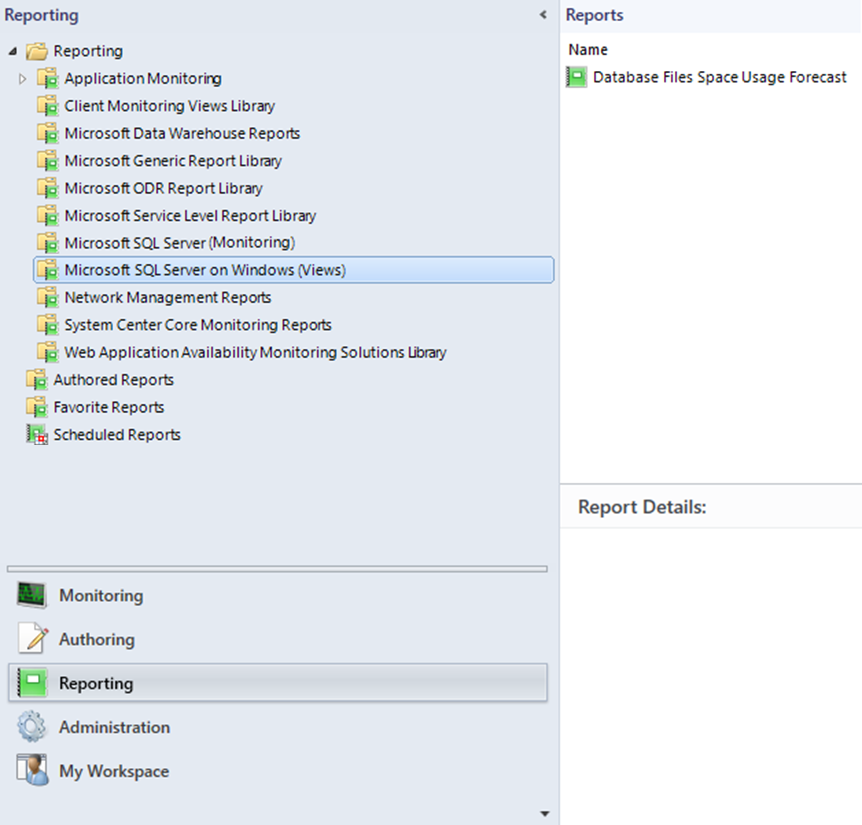 Reporting
Reporting
Application Monitoring
Client Monitoring Views Library
Microsoft Data Warehouse Reports
Microsoft Generic Report Library
Microsoft ODR Report Library
Microsoft Service Level Report Library
Microsoft SQL Server (Monitoring)
Microsoft SQL Server on Windows (Views)
Network Management Reports
System Center Core Monitoring Reports
Web Application Availability Monitoring Solutions Library
Authored Reports
Favorite Reports
Scheduled Reports
Monitoring
Authoring
Reporting
Administration
My Workspace
Reports
Name
Database Files Space Usage Forecast
Report Details: